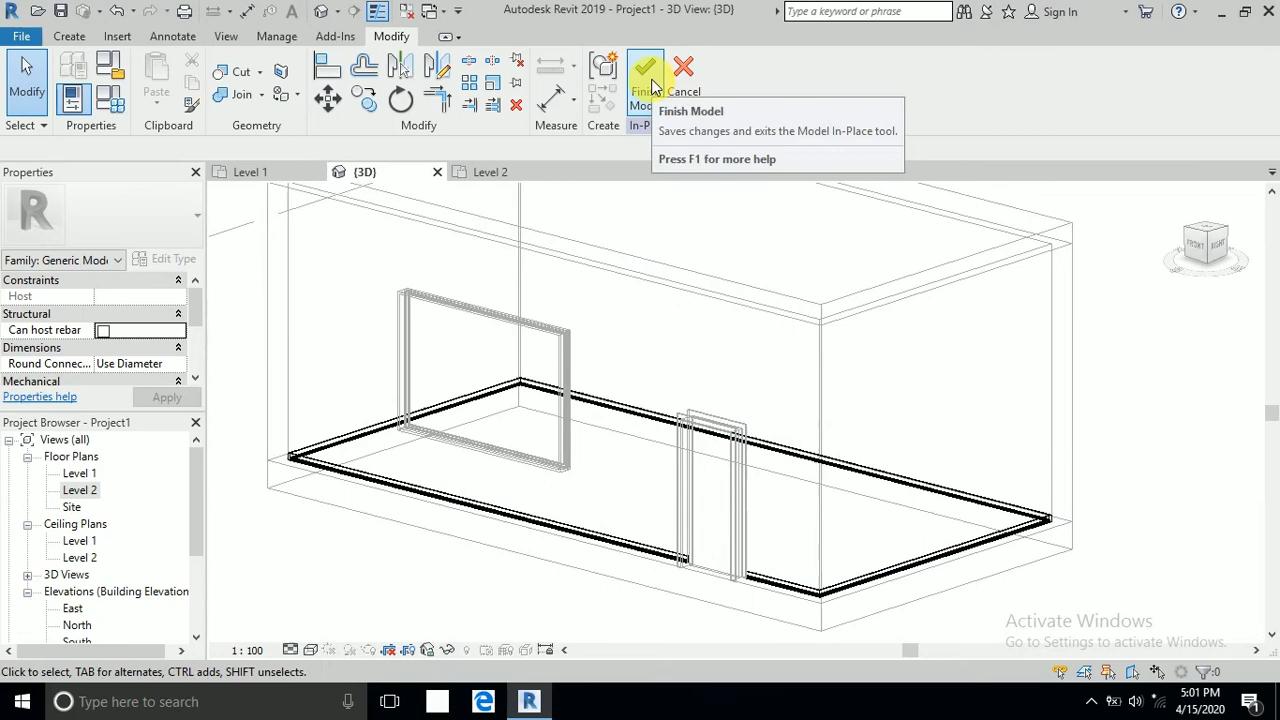 Autodesk Revit 2019 - Project1 - 3D View: {3D}
Type a keyword or phrase
Sign In
File
Create
Insert
Annotate
View
Manage
Add-Ins
Modify
Modify
Cut
Join
Paste
Cancel
Select
Properties
Clipboard
Geometry
Modify
Measure
Create
In-P
Finish Model
Saves changes and exits the Model In-Place tool.
Press F1 for more help
Properties
Level 1
{3D}
Level 2
R
FRONT
RIGHT
Family: Generic Mode
Edit Type
Constraints
Host
Structural
Can host rebar
Dimensions
Round Connec...
Use Diameter
Mechanical
Properties help
Apply
Project Browser - Project1
Views (all)
Floor Plans
Level 1
Level 2
Site
Ceiling Plans
Level 1
Level 2
3D Views
Elevations (Building Elevation
East
North
South
1 : 100
Activate Windows
Go to Settings to activate Windows.
Click to select, TAB for alternates, CTRL adds, SHIFT unselects.
:0
Type here to search
5:01 PM
4/15/2020